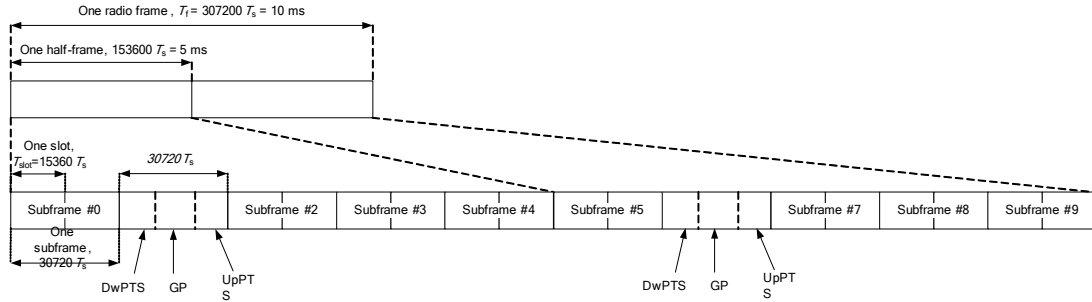 One radio frame, Tf = 307200 Ts = 10 ms
One half-frame, 153600 Ts = 5 ms
One slot,
Tslot=15360 Ts
30720 Ts
Subframe #0
Subframe #2
Subframe #3
Subframe #4
Subframe #5
Subframe #7
Subframe #8
Subframe #9
One
subframe,
30720 Ts
DwPTS
GP
UpPT
S
DwPTS
GP
UpPT
S